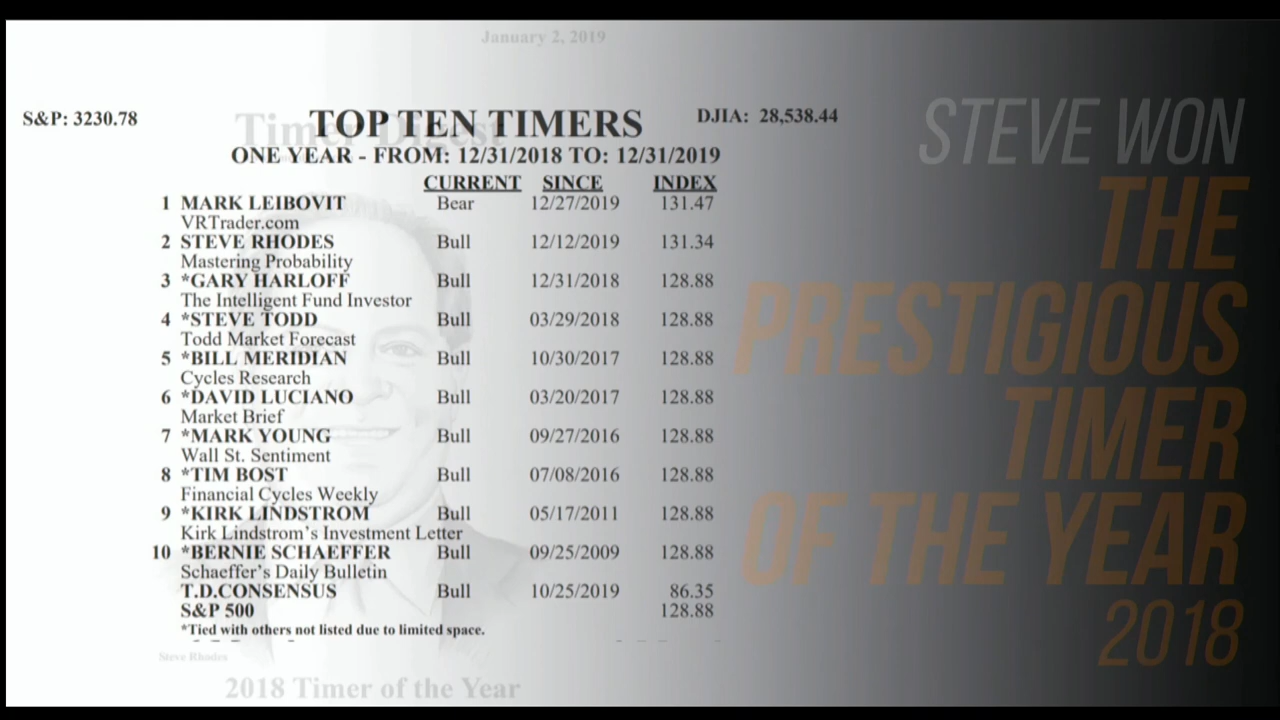 January 2, 2019
S&P: 3230.78
TOP TEN TIMERS
DJIA: 28,538.44
Timer Digest
ONE YEAR - FROM: 12/31/2018 TO: 12/31/2019
CURRENT SINCE INDEX
1 MARK LEIBOVIT Bear 12/27/2019 131.47
VRTrader.com
2 STEVE RHODES Bull 12/12/2019 131.34
Mastering Probability
3 *GARY HARLOFF Bull 12/31/2018 128.88
The Intelligent Fund Investor
4 *STEVE TODD Bull 03/29/2018 128.88
Todd Market Forecast
5 *BILL MERIDIAN Bull 10/30/2017 128.88
Cycles Research
6 *DAVID LUCIANO Bull 03/20/2017 128.88
Market Brief
7 *MARK YOUNG Bull 09/27/2016 128.88
Wall St. Sentiment
8 *TIM BOST Bull 07/08/2016 128.88
Financial Cycles Weekly
9 *KIRK LINDSTROM Bull 05/17/2011 128.88
Kirk Lindstrom's Investment Letter
10 *BERNIE SCHAEFFER Bull 09/25/2009 128.88
Schaeffer's Daily Bulletin
T.D.CONSENSUS Bull 10/25/2019 86.35
S&P 500 128.88
*Tied with others not listed due to limited space.
Steve Rhodes
2018 Timer of the Year
STEVE WON
THE
PRESTIGIOUS
TIMER
OF THE YEAR
2018